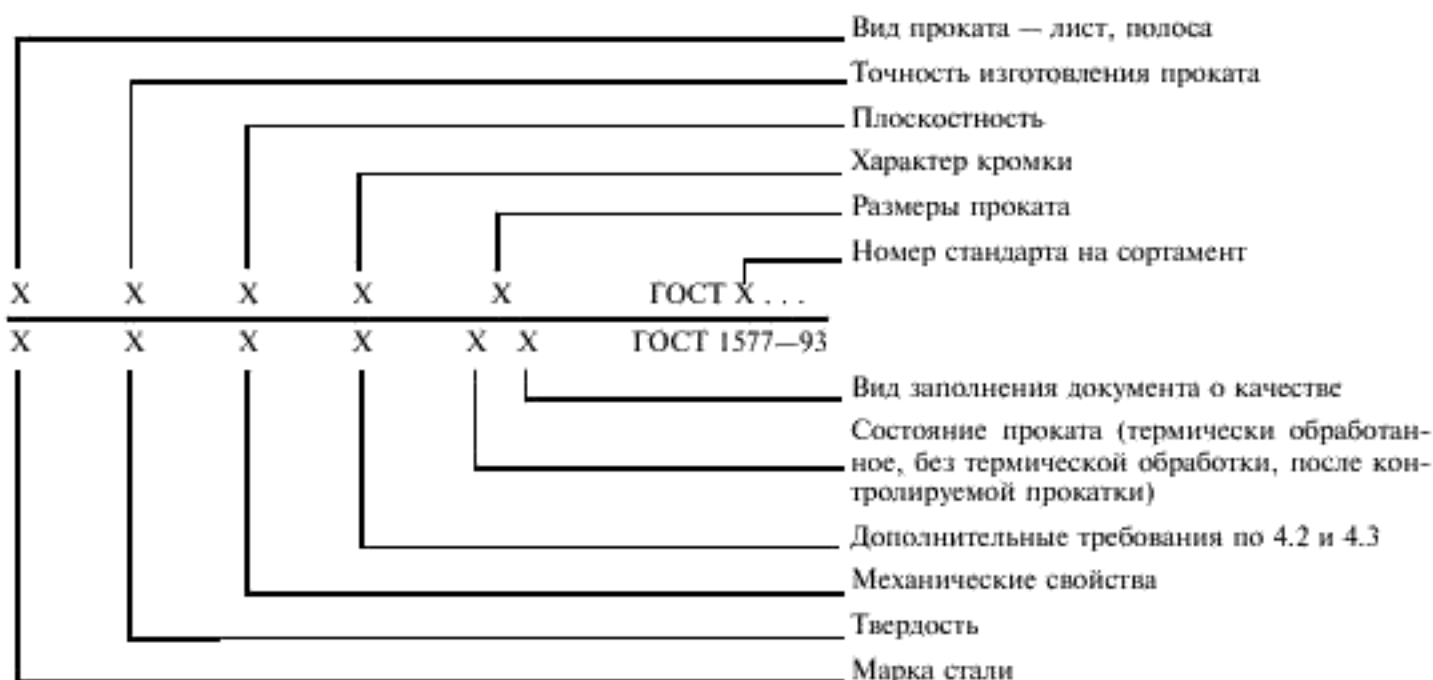 Вид проката — лист, полоса
Точность изготовления проката
Плоскостность
Характер кромки
Размеры проката
Номер стандарта на сортамент
X X X X X ГОСТ X . . .
X X X X X X ГОСТ 1577—93
Вид заполнения документа о качестве
Состояние проката (термически обработан-
ное, без термической обработки, после кон-
тролируемой прокатки)
Дополнительные требования по 4.2 и 4.3
Механические свойства
Твердость
Марка стали